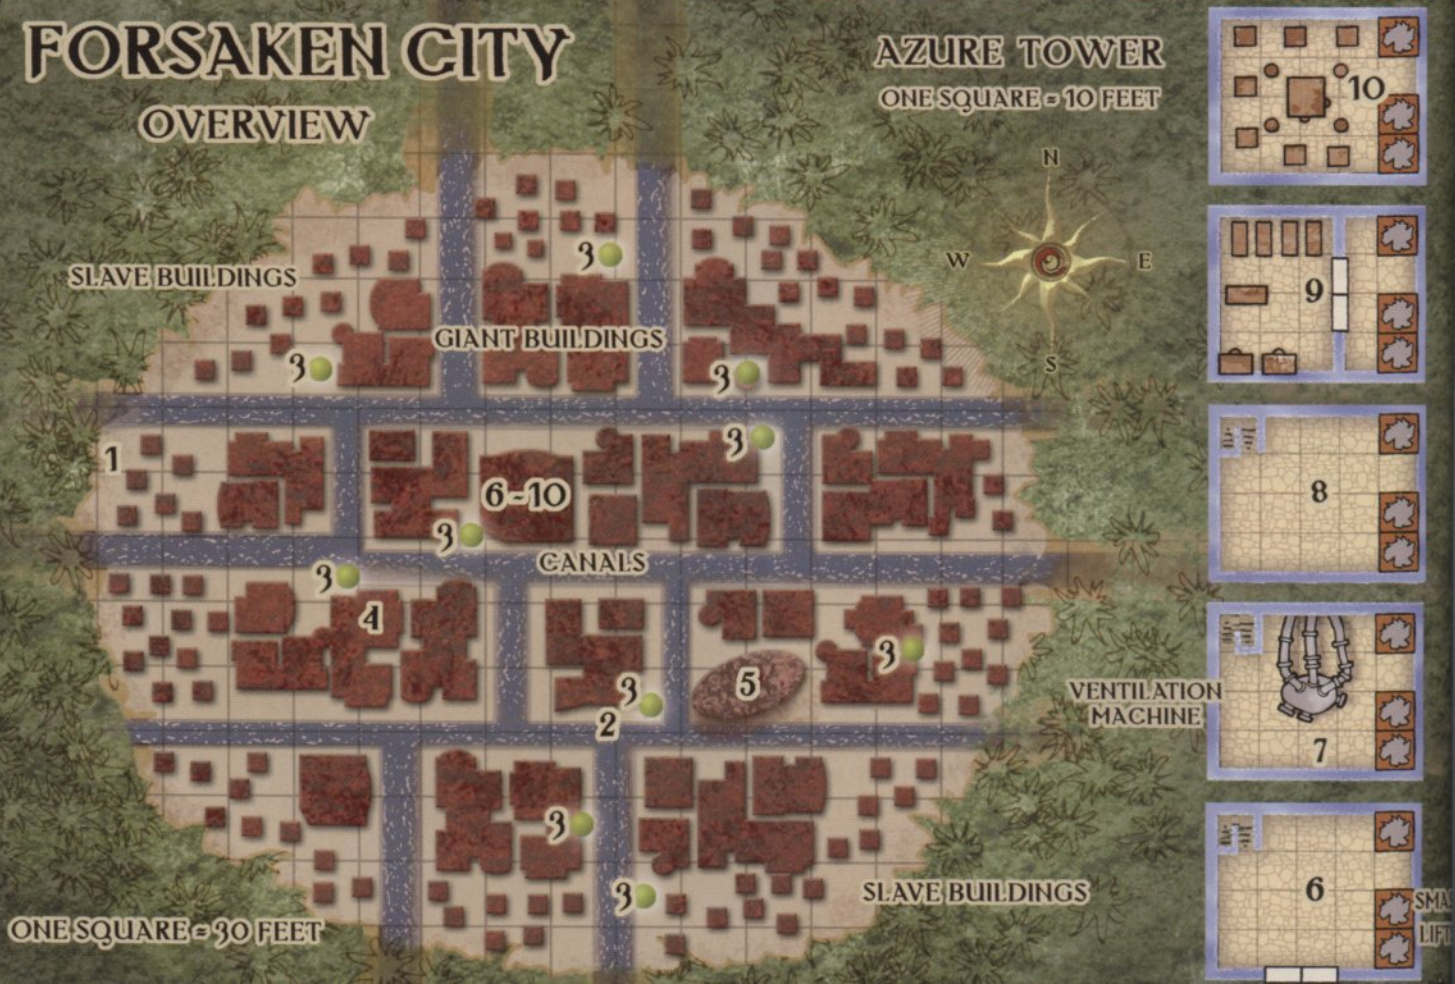 FORSAKEN CITY
OVERVIEW
AZURE TOWER
ONE SQUARE = 10 FEET
N
W
E
S
SLAVE BUILDINGS
GIANT BUILDINGS
3
3
3
3
1
6-10
3
CANALS
3
4
3
5
3
2
3
3
SLAVE BUILDINGS
ONE SQUARE = 30 FEET
10
9
8
VENTILATION
MACHINE
7
6
LIFT